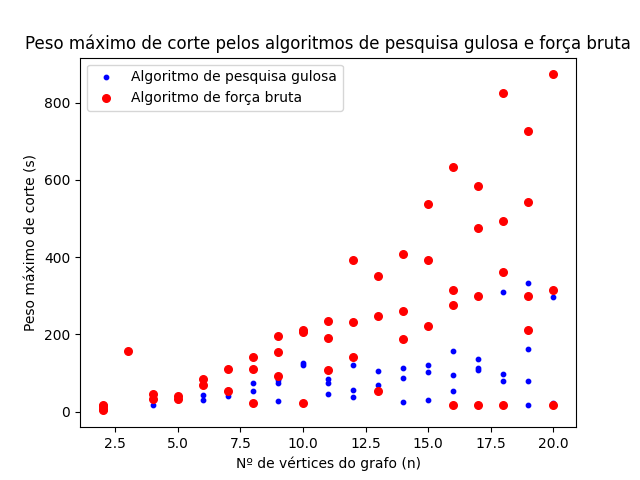 Peso máximo de corte pelos algoritmos de pesquisa gulosa e força bruta
Algoritmo de pesquisa gulosa
Algoritmo de força bruta
Peso máximo de corte (s)
800
600
400
200
0
2.5 5.0 7.5 10.0 12.5 15.0 17.5 20.0
Nº de vértices do grafo (n)